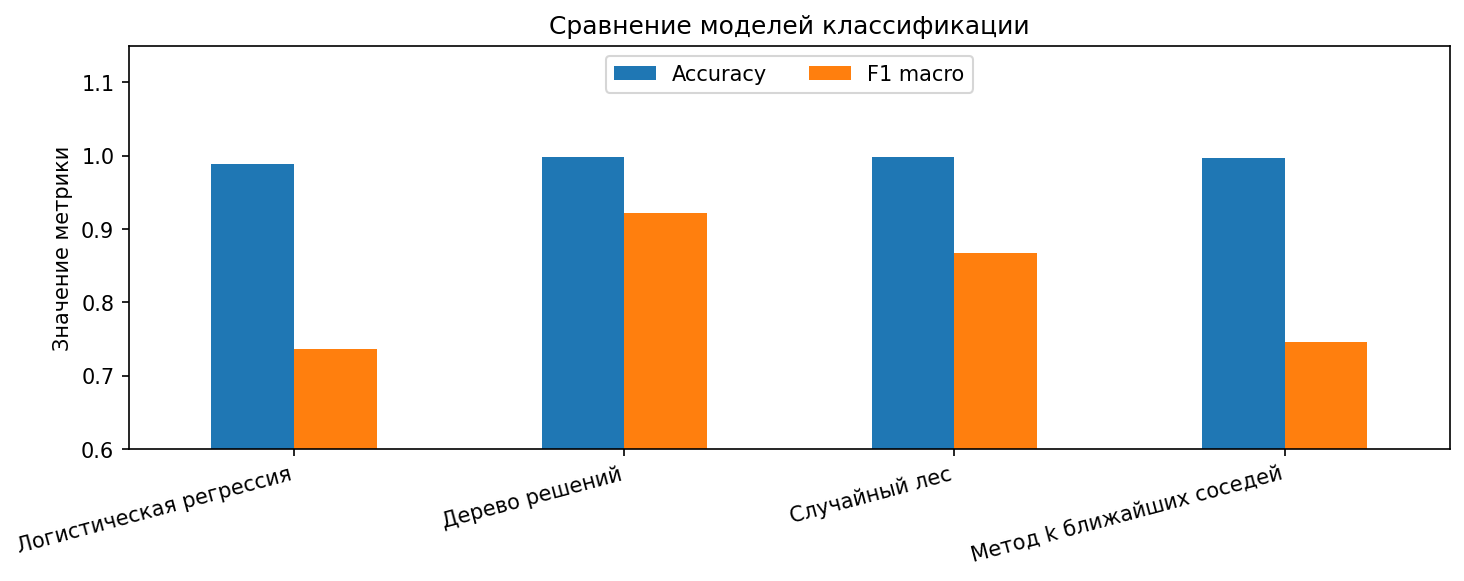 Сравнение моделей классификации
Accuracy
F1 macro
Значение метрики
1.1
1.0
0.9
0.8
0.7
0.6
Логистическая регрессия
Дерево решений
Случайный лес
Метод k ближайших соседей